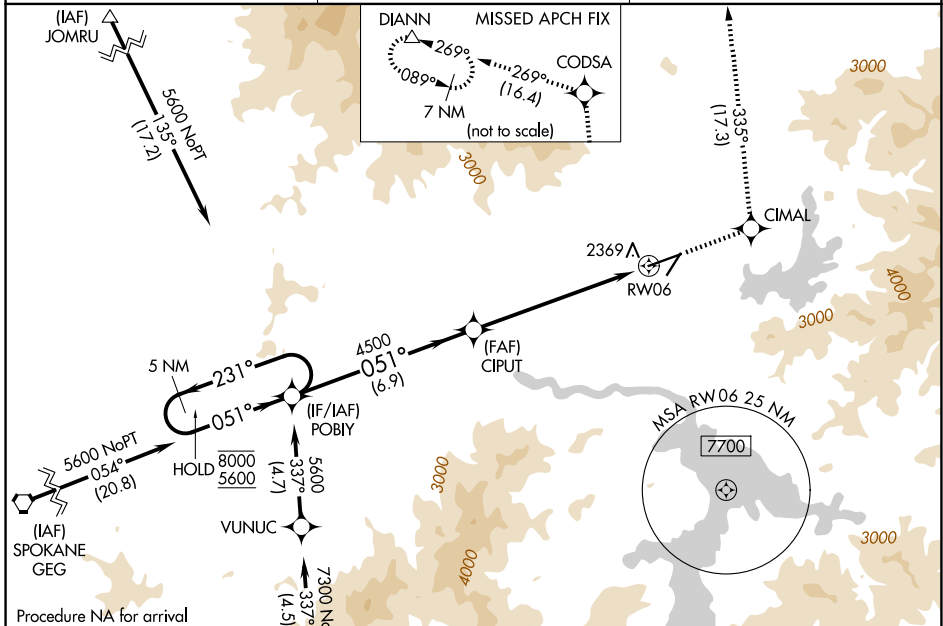 (IAF)
JOMRU
5600 NoPT
135°
(17.2)
DIANN
MISSED APCH FIX
269°
089°
7 NM
269°
(16.4)
CODSA
(not to scale)
3000
3000
335°
(17.3)
CIMAL
2369
RW06
4000
3000
4500
051°
(6.9)
(FAF)
CIPUT
5 NM
231°
051°
(IF/IAF)
POBIY
HOLD
8000
5600
5600 NoPT
054°
(20.8)
(IAF)
SPOKANE
GEG
5600
337°
(4.7)
VUNUC
337°
(4.5)
3000
4000
MSA RW06 25 NM
7700
3000
Procedure NA for arrival